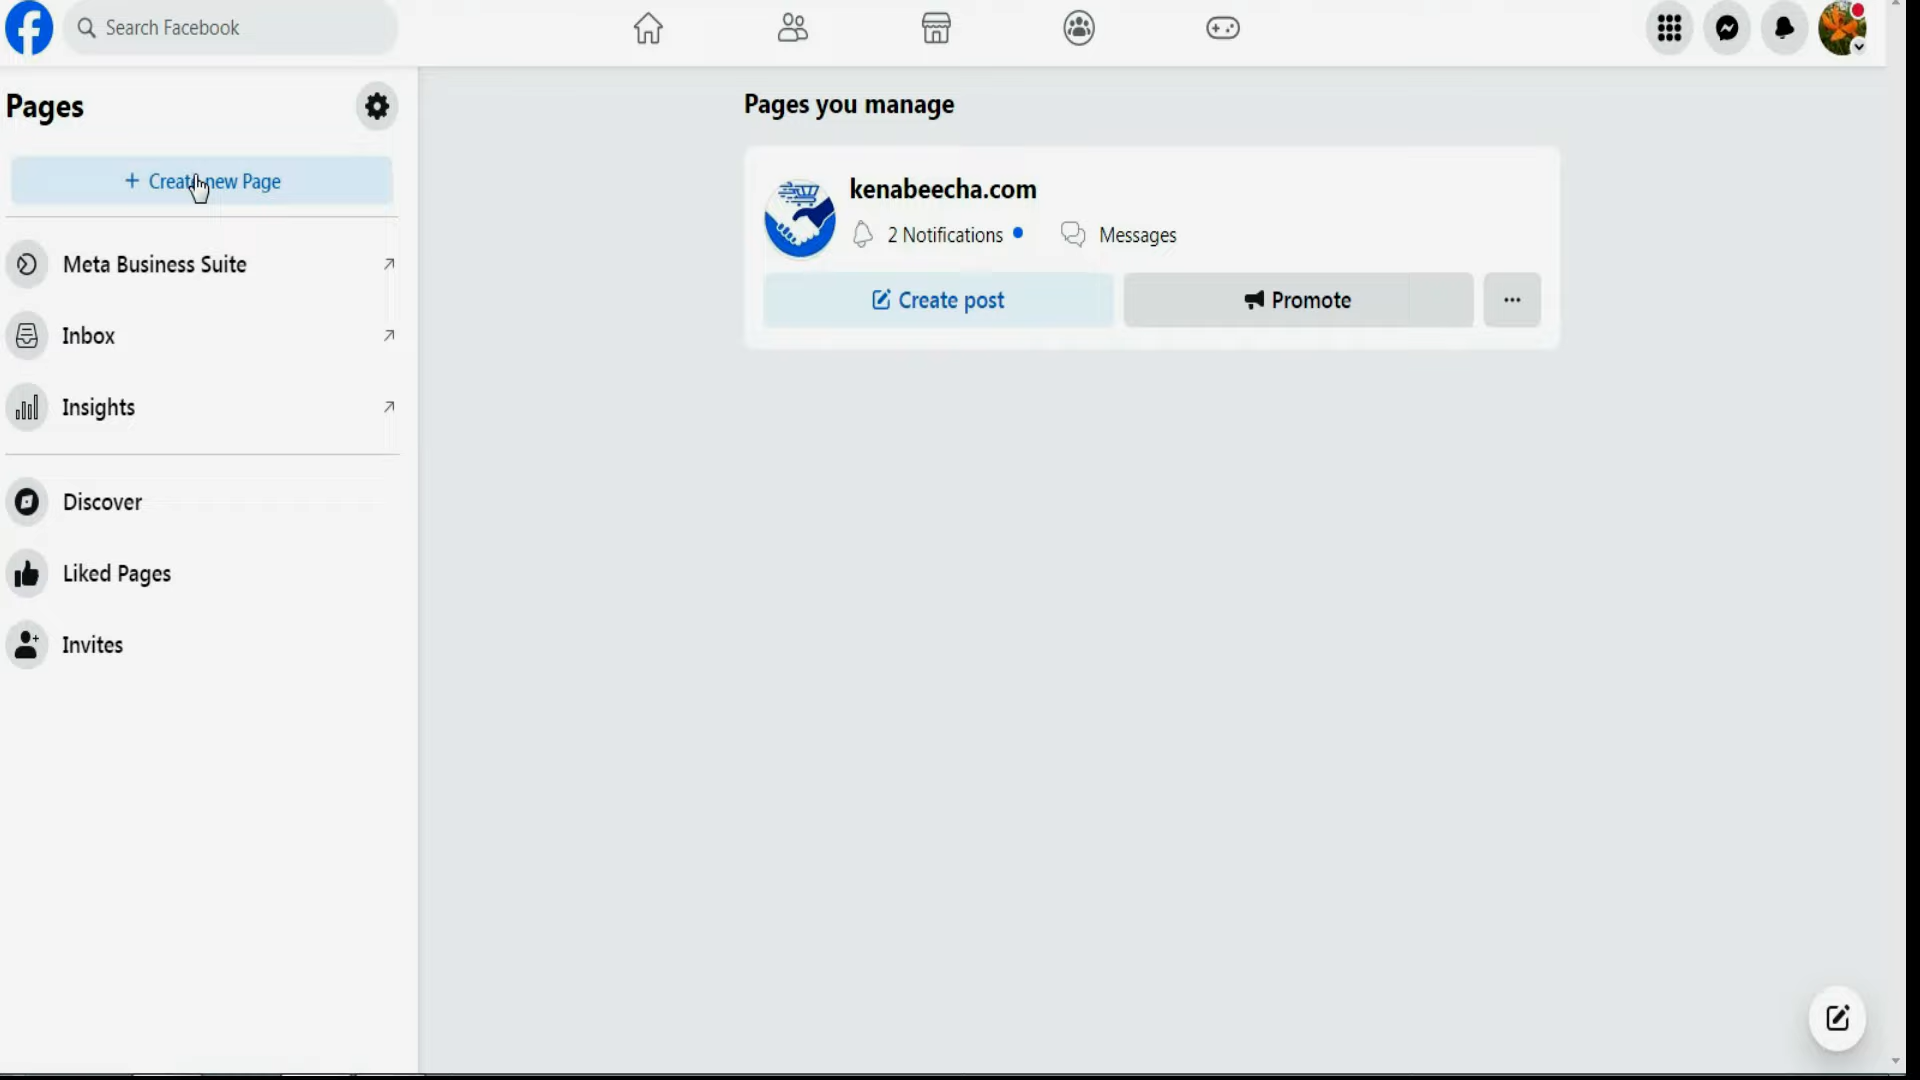 Search Facebook
Pages
+ Create new Page
Meta Business Suite
Inbox
Insights
Discover
Liked Pages
Invites
Pages you manage
kenabeecha.com
2 Notifications
Messages
Create post
Promote